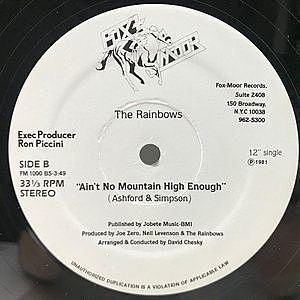 FOX MOOR
Fox-Moor Records.
Suite 2408
150 Broadway,
N.Y.C 10038
962-5300
The Rainbows
Exec Producer
Ron Piccini
SIDE B
FM 1000 BS-3:49
33⅓ RPM
STEREO
12" single
℗ 1981
"Ain't No Mountain High Enough"
(Ashford & Simpson)
Published by Jobete Music-BMI
Produced by Joe Zero, Neil Levenson & The Rainbows
Arranged & Conducted by David Chesky
UNAUTHORIZED DUPLICATION IS A VIOLATION OF APPLICABLE LAW